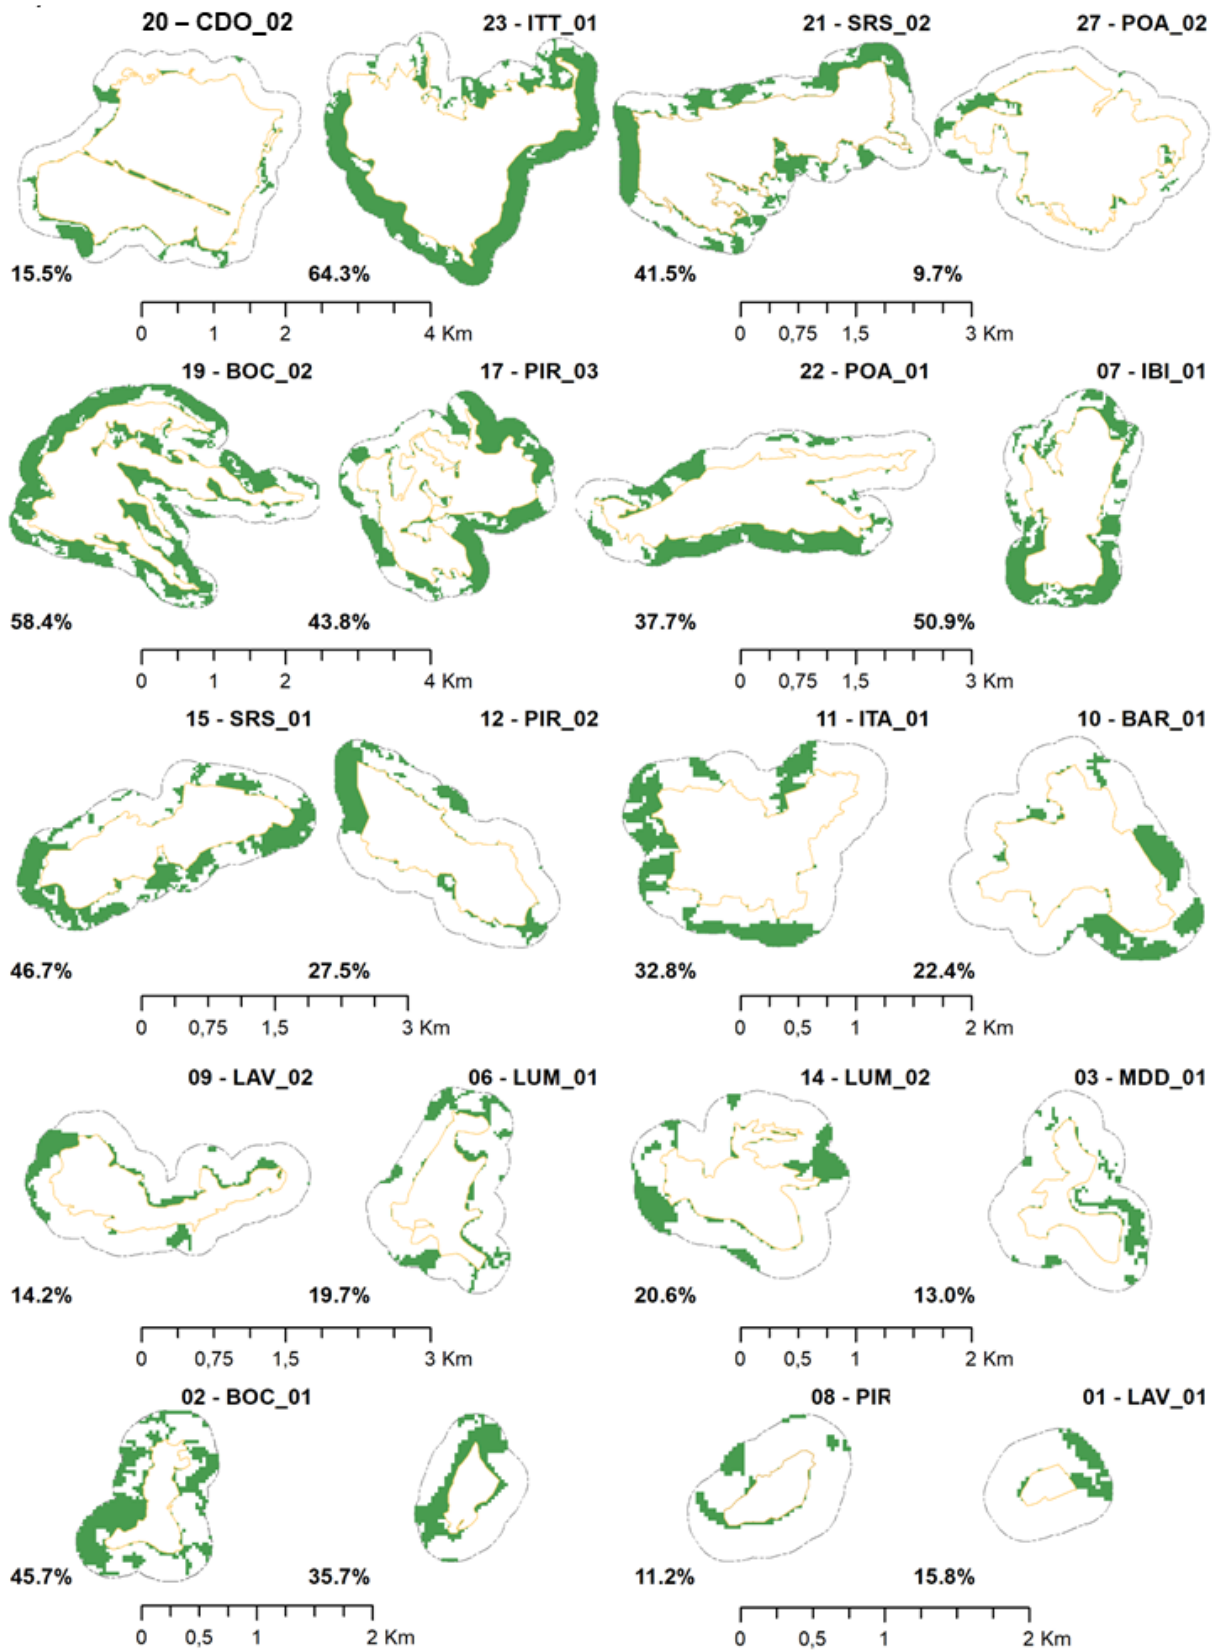 20 – CDO_02 23 - ITT_01 21 - SRS_02 27 - POA_02
15.5% 64.3% 41.5% 9.7%
0 1 2 4 Km 0 0,75 1,5 3 Km
19 - BOC_02 17 - PIR_03 22 - POA_01 07 - IBI_01
58.4% 43.8% 37.7% 50.9%
0 1 2 4 Km 0 0,75 1,5 3 Km
15 - SRS_01 12 - PIR_02 11 - ITA_01 10 - BAR_01
46.7% 27.5% 32.8% 22.4%
0 0,75 1,5 3 Km 0 0,5 1 2 Km
09 - LAV_02 06 - LUM_01 14 - LUM_02 03 - MDD_01
14.2% 19.7% 20.6% 13.0%
0 0,75 1,5 3 Km 0 0,5 1 2 Km
02 - BOC_01 08 - PIR 01 - LAV_01
45.7% 35.7% 11.2% 15.8%
0 0,5 1 2 Km 0 0,5 1 2 Km